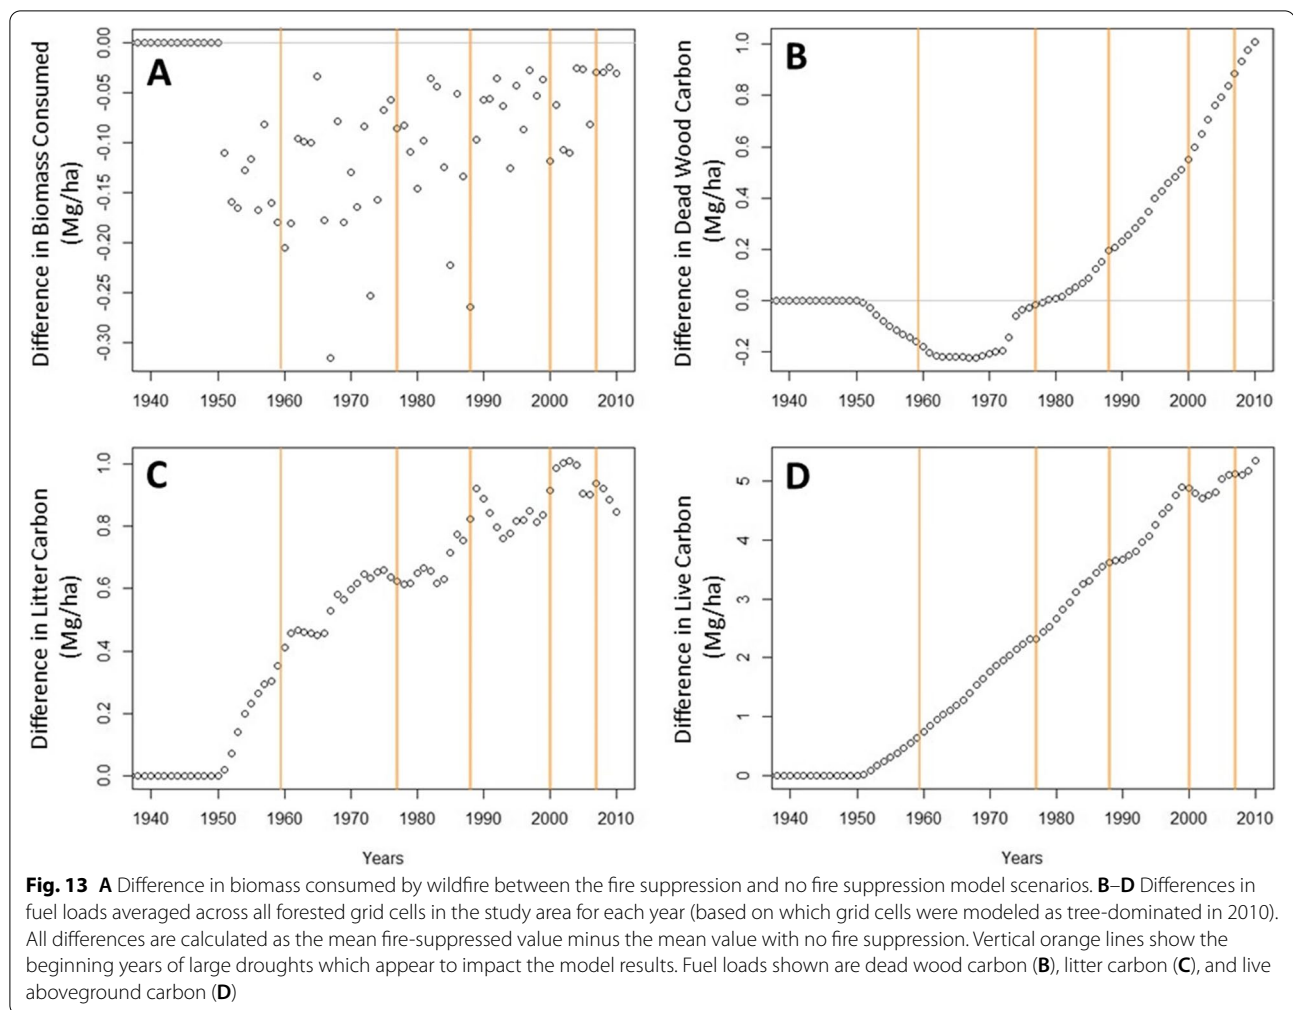 A
Difference in Biomass Consumed
(Mg/ha)
0.00
-0.05
-0.10
-0.15
-0.20
-0.25
-0.30
1940 1950 1960 1970 1980 1990 2000 2010
B
Difference in Dead Wood Carbon
(Mg/ha)
1.0
0.8
0.6
0.4
0.2
0.0
-0.2
1940 1950 1960 1970 1980 1990 2000 2010
C
Difference in Litter Carbon
(Mg/ha)
1.0
0.8
0.6
0.4
0.2
0.0
1940 1950 1960 1970 1980 1990 2000 2010
Years
D
Difference in Live Carbon
(Mg/ha)
5
4
3
2
1
0
1940 1950 1960 1970 1980 1990 2000 2010
Years
Fig. 13 A Difference in biomass consumed by wildfire between the fire suppression and no fire suppression model scenarios. B–D Differences in
fuel loads averaged across all forested grid cells in the study area for each year (based on which grid cells were modeled as tree-dominated in 2010).
All differences are calculated as the mean fire-suppressed value minus the mean value with no fire suppression. Vertical orange lines show the
beginning years of large droughts which appear to impact the model results. Fuel loads shown are dead wood carbon (B), litter carbon (C), and live
aboveground carbon (D)